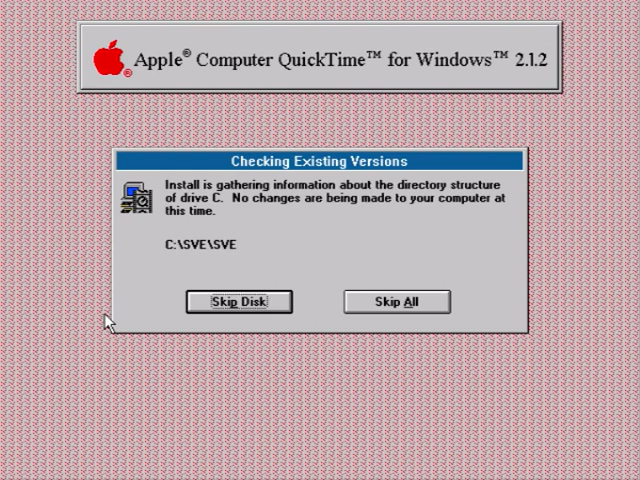 Apple® Computer QuickTime™ for Windows™ 2.1.2
®
Checking Existing Versions
Install is gathering information about the directory structure
of drive C. No changes are being made to your computer at
this time.
C:\SVE\SVE
Skip Disk
Skip All